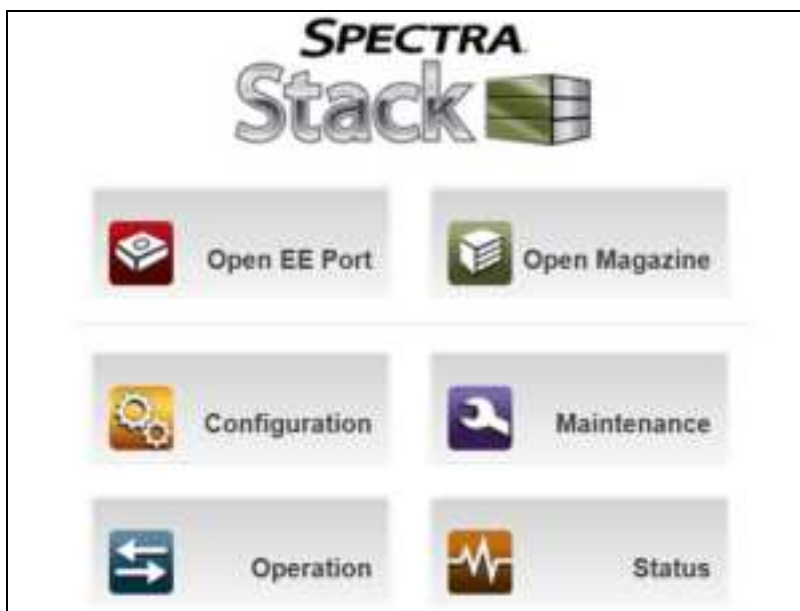 SPECTRA
Stack
Open EE Port
Open Magazine
Configuration
Maintenance
Operation
Status